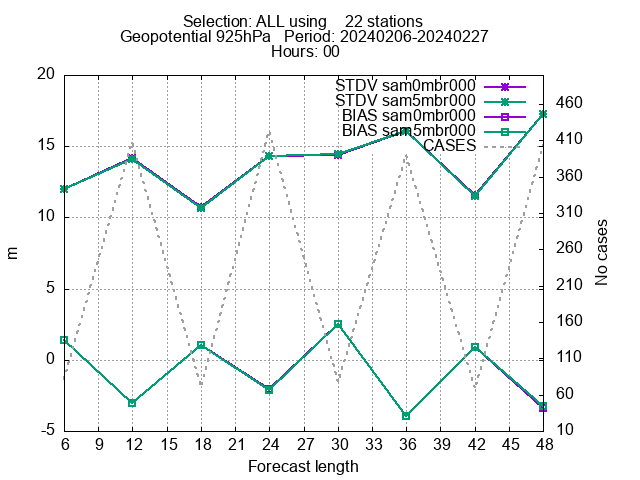 Selection: ALL using    22 stations
Geopotential 925hPa   Period: 20240206-20240227
Hours: 00
STDV sam0mbr000
STDV sam5mbr000
BIAS sam0mbr000
BIAS sam5mbr000
CASES
20
15
10
5
0
-5
m
460
410
360
310
260
210
160
110
60
10
No cases
6 9 12 15 18 21 24 27 30 33 36 39 42 45 48
Forecast length